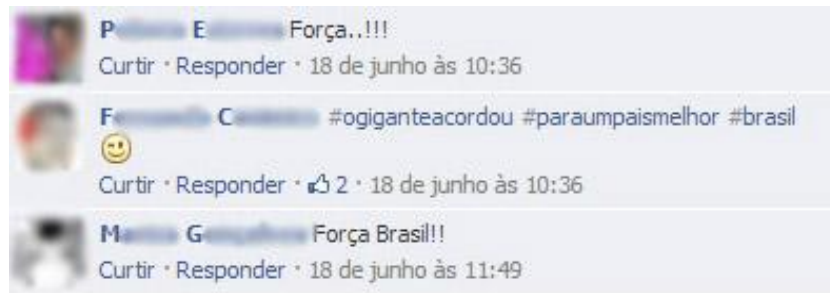 Força..!!!
Curtir · Responder · 18 de junho às 10:36
#ogiganteacordou #paraumpaismelhor #brasil
Curtir · Responder · 2 · 18 de junho às 10:36
Força Brasil!!
Curtir · Responder · 18 de junho às 11:49